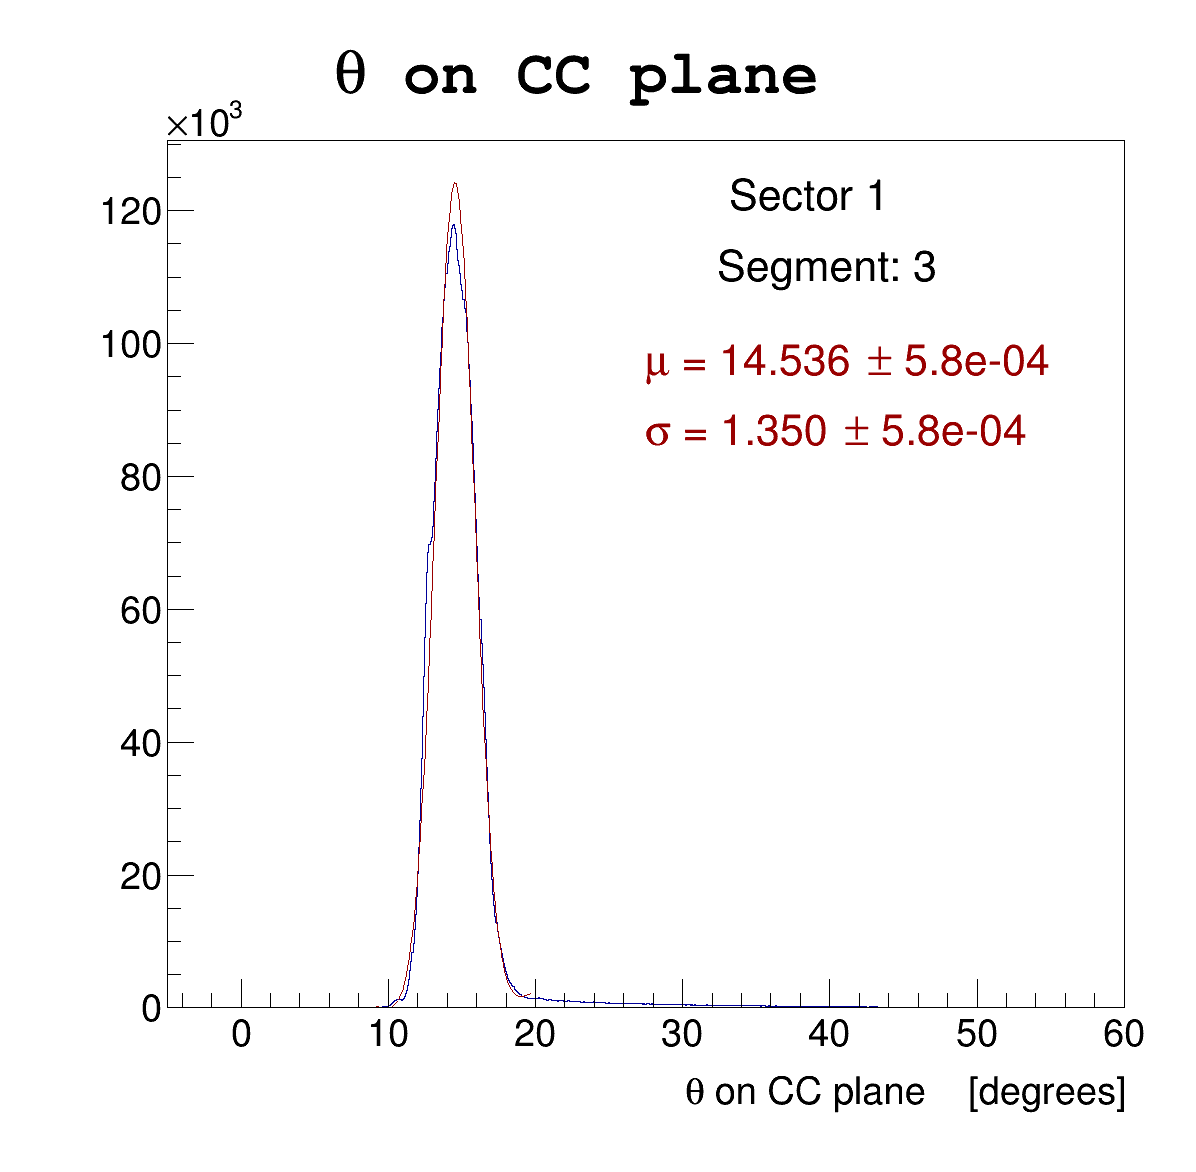 θ on CC plane
×10³
Sector 1
Segment: 3
μ = 14.536 ± 5.8e-04
σ = 1.350 ± 5.8e-04
120
100
80
60
40
20
0
0 10 20 30 40 50 60
θ on CC plane [degrees]